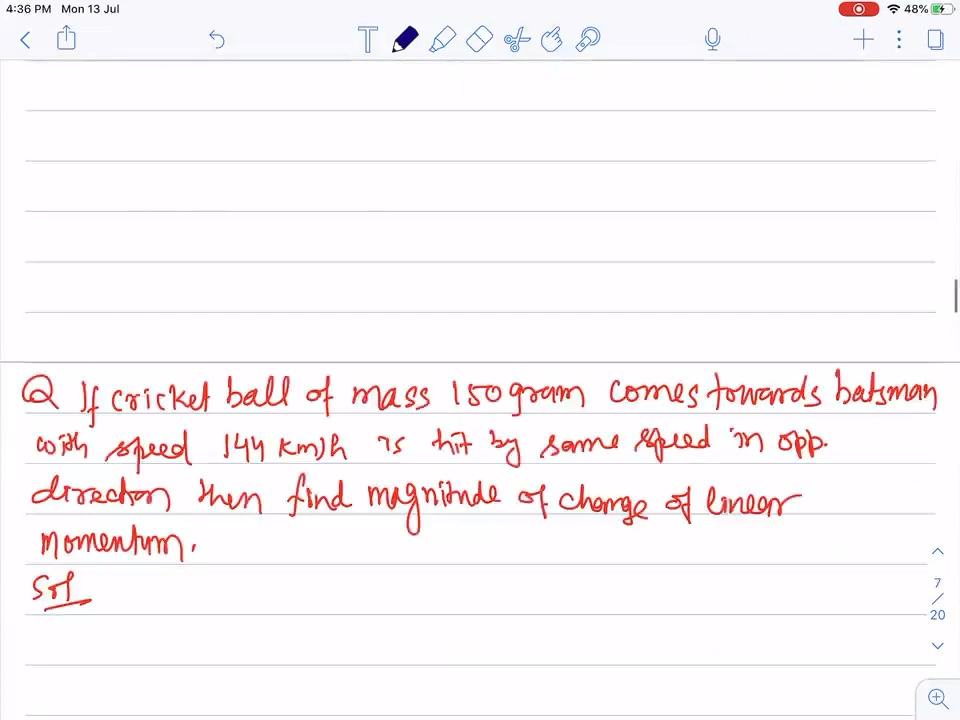 4:36 PM Mon 13 Jul 48%
T
Q If cricket ball of mass 150gram comes towards batsman
with speed 144 km/h is hit by same speed in opp.
direction then find magnitude of change of linear
momentum.
Sol
7
/
20